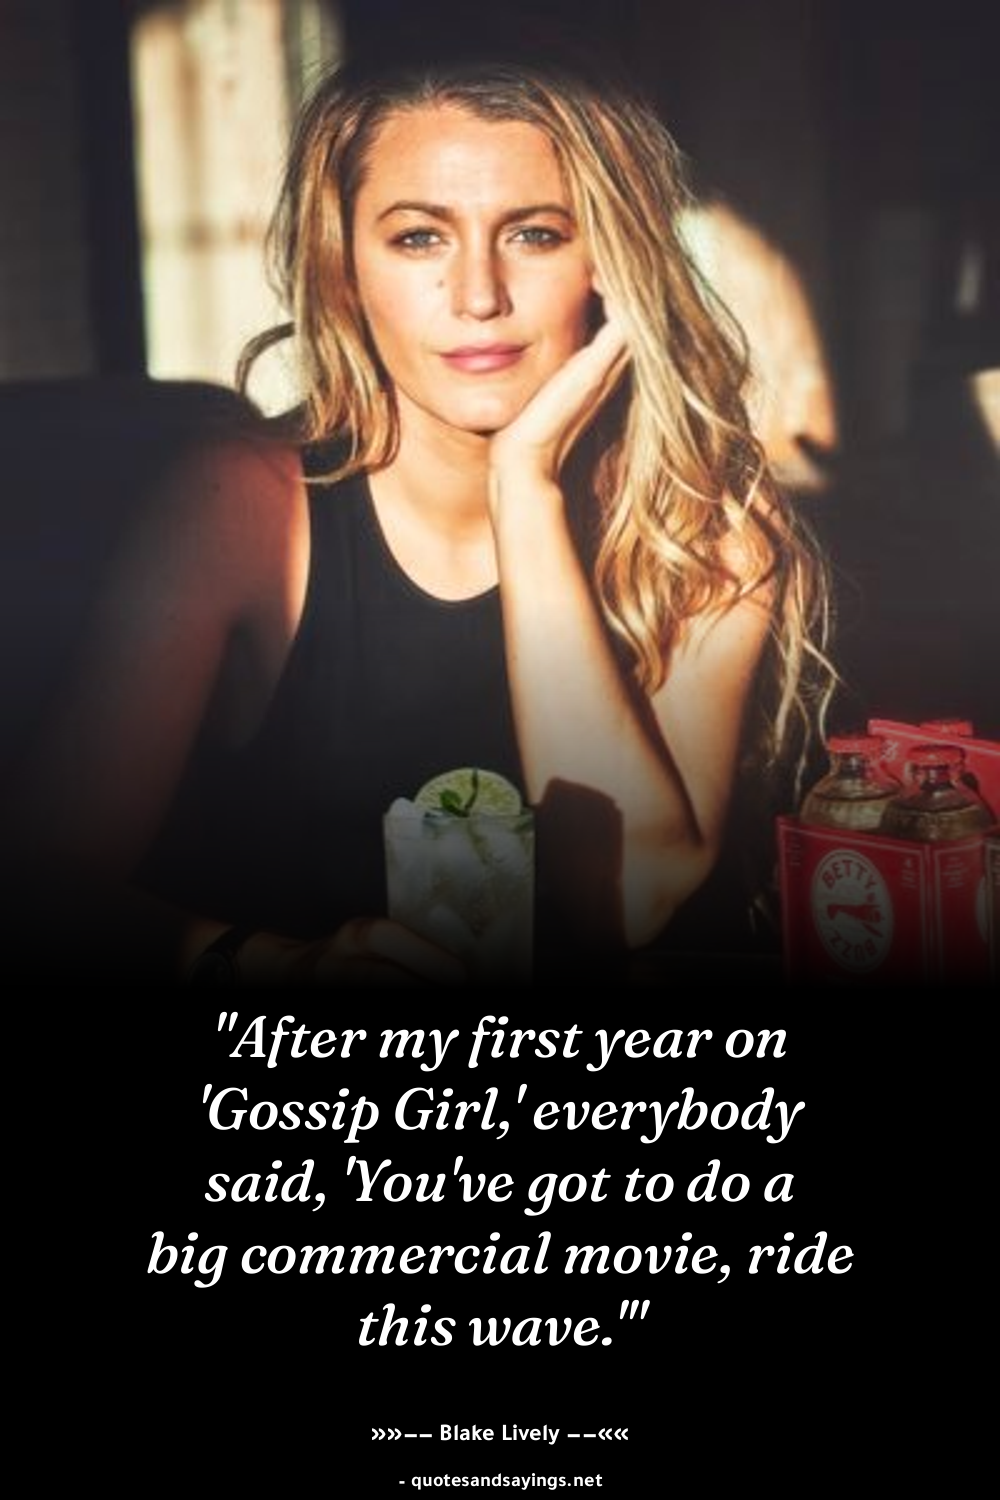 BETTY
BUZZ
"After my first year on
'Gossip Girl,' everybody
said, 'You've got to do a
big commercial movie, ride
this wave.'"
»»–– Blake Lively ––««
- quotesandsayings.net